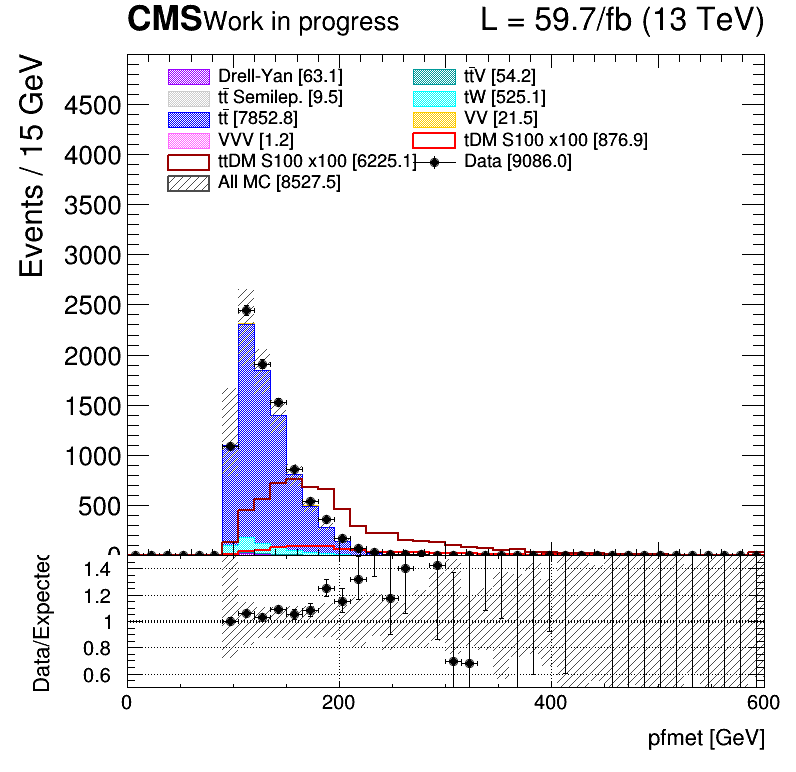 CMS Work in progress L = 59.7/fb (13 TeV)
Events / 15 GeV
Drell-Yan [63.1] tt̄V [54.2]
tt̄ Semilep. [9.5] tW [525.1]
tt̄ [7852.8] VV [21.5]
VVV [1.2] tDM S100 x100 [876.9]
ttDM S100 x100 [6225.1] Data [9086.0]
All MC [8527.5]
4500
4000
3500
3000
2500
2000
1500
1000
500
0
Data/Expected
1.4
1.2
1
0.8
0.6
0 200 400 600
pfmet [GeV]